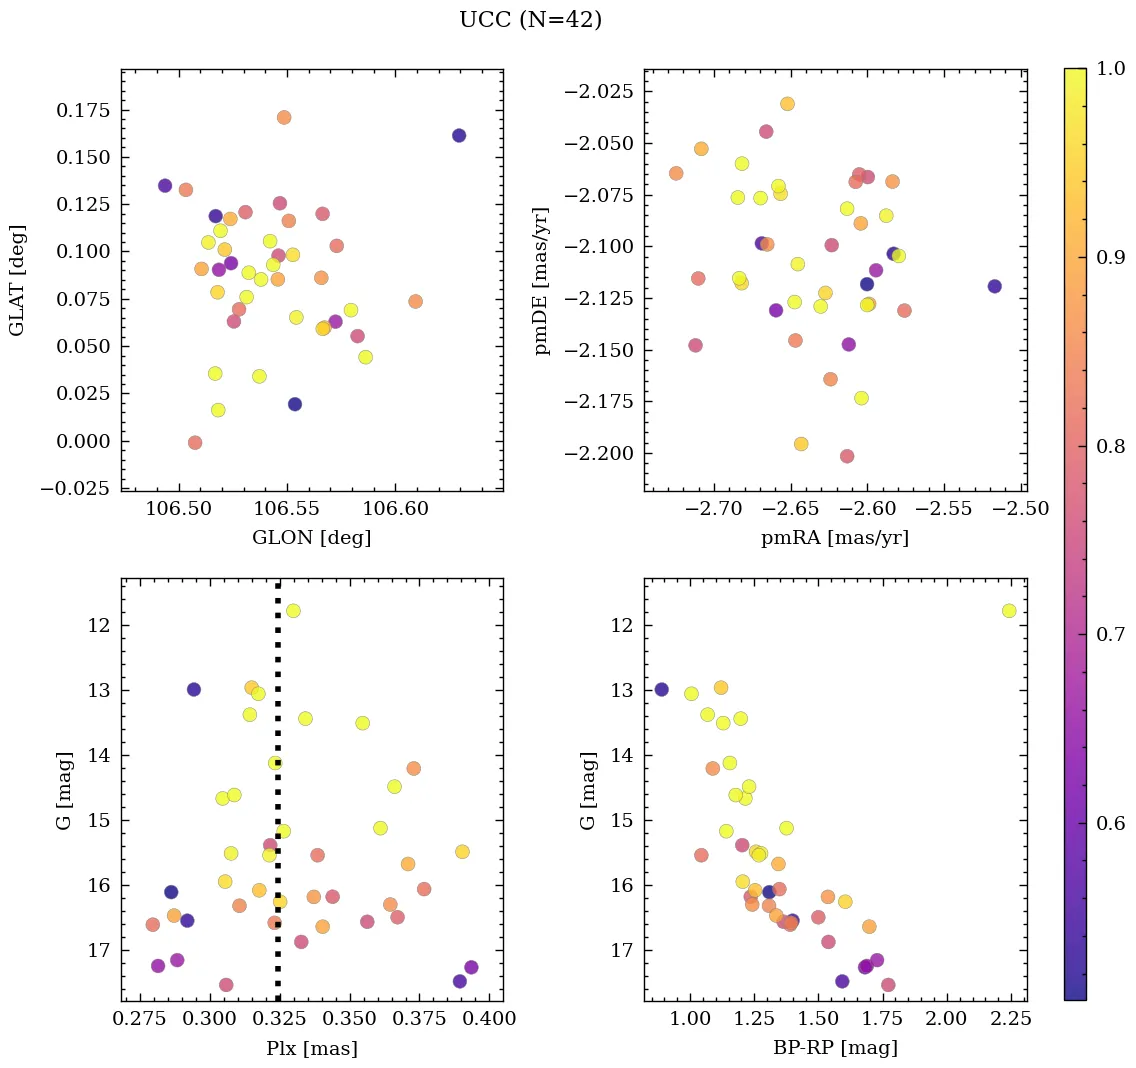 UCC (N=42)
0.175
0.150
0.125
0.100
0.075
0.050
0.025
0.000
−0.025
GLAT [deg]
106.50 106.55 106.60
GLON [deg]
−2.025
−2.050
−2.075
−2.100
−2.125
−2.150
−2.175
−2.200
pmDE [mas/yr]
−2.70 −2.65 −2.60 −2.55 −2.50
pmRA [mas/yr]
12
13
14
15
16
17
G [mag]
0.275 0.300 0.325 0.350 0.375 0.400
Plx [mas]
12
13
14
15
16
17
G [mag]
1.00 1.25 1.50 1.75 2.00 2.25
BP-RP [mag]
1.0
0.9
0.8
0.7
0.6